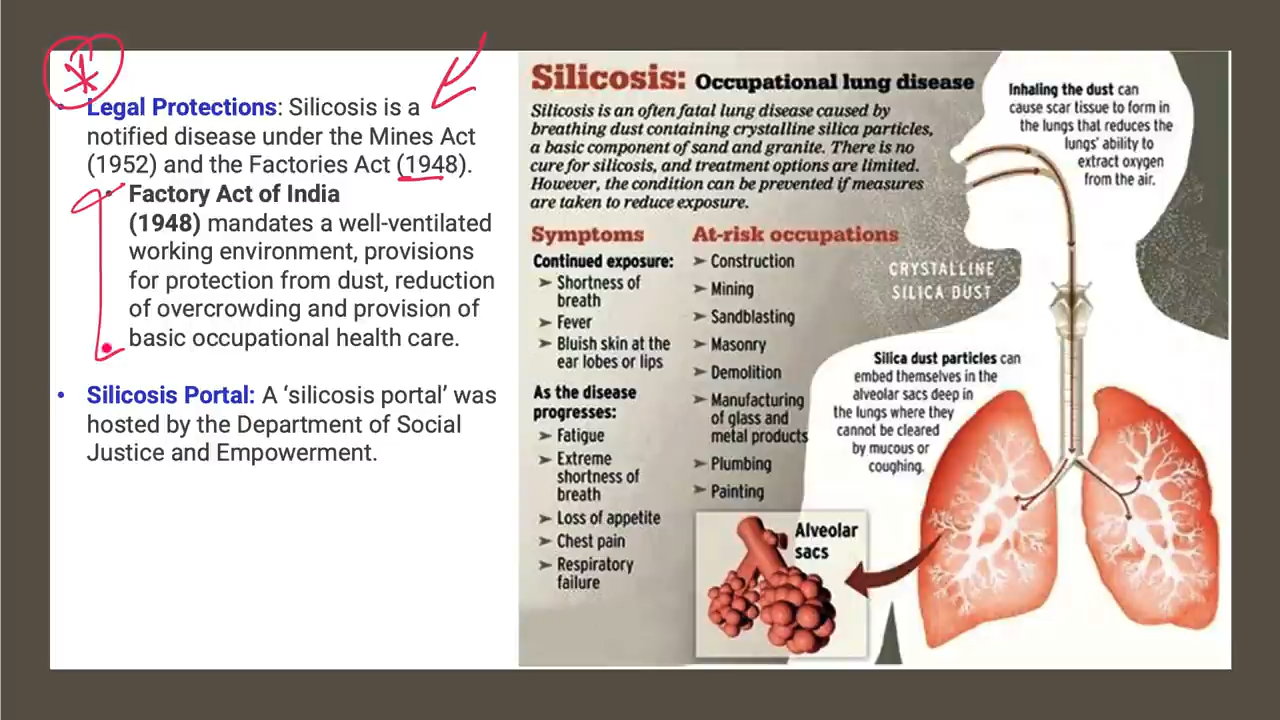 • Legal Protections: Silicosis is a
notified disease under the Mines Act
(1952) and the Factories Act (1948).
• Factory Act of India
(1948) mandates a well-ventilated
working environment, provisions
for protection from dust, reduction
of overcrowding and provision of
basic occupational health care.
• Silicosis Portal: A ‘silicosis portal’ was
hosted by the Department of Social
Justice and Empowerment.
Silicosis: Occupational lung disease
Silicosis is an often fatal lung disease caused by
breathing dust containing crystalline silica particles,
a basic component of sand and granite. There is no
cure for silicosis, and treatment options are limited.
However, the condition can be prevented if measures
are taken to reduce exposure.
Symptoms
Continued exposure:
➤ Shortness of
breath
➤ Fever
➤ Bluish skin at the
ear lobes or lips
As the disease
progresses:
➤ Fatigue
➤ Extreme
shortness of
breath
➤ Loss of appetite
➤ Chest pain
➤ Respiratory
failure
At-risk occupations
➤ Construction
➤ Mining
➤ Sandblasting
➤ Masonry
➤ Demolition
➤ Manufacturing
of glass and
metal products
➤ Plumbing
➤ Painting
Inhaling the dust can
cause scar tissue to form in
the lungs that reduces the
lungs' ability to
extract oxygen
from the air.
CRYSTALLINE
SILICA DUST
Silica dust particles can
embed themselves in the
alveolar sacs deep in
the lungs where they
cannot be cleared
by mucous or
coughing.
Alveolar
sacs